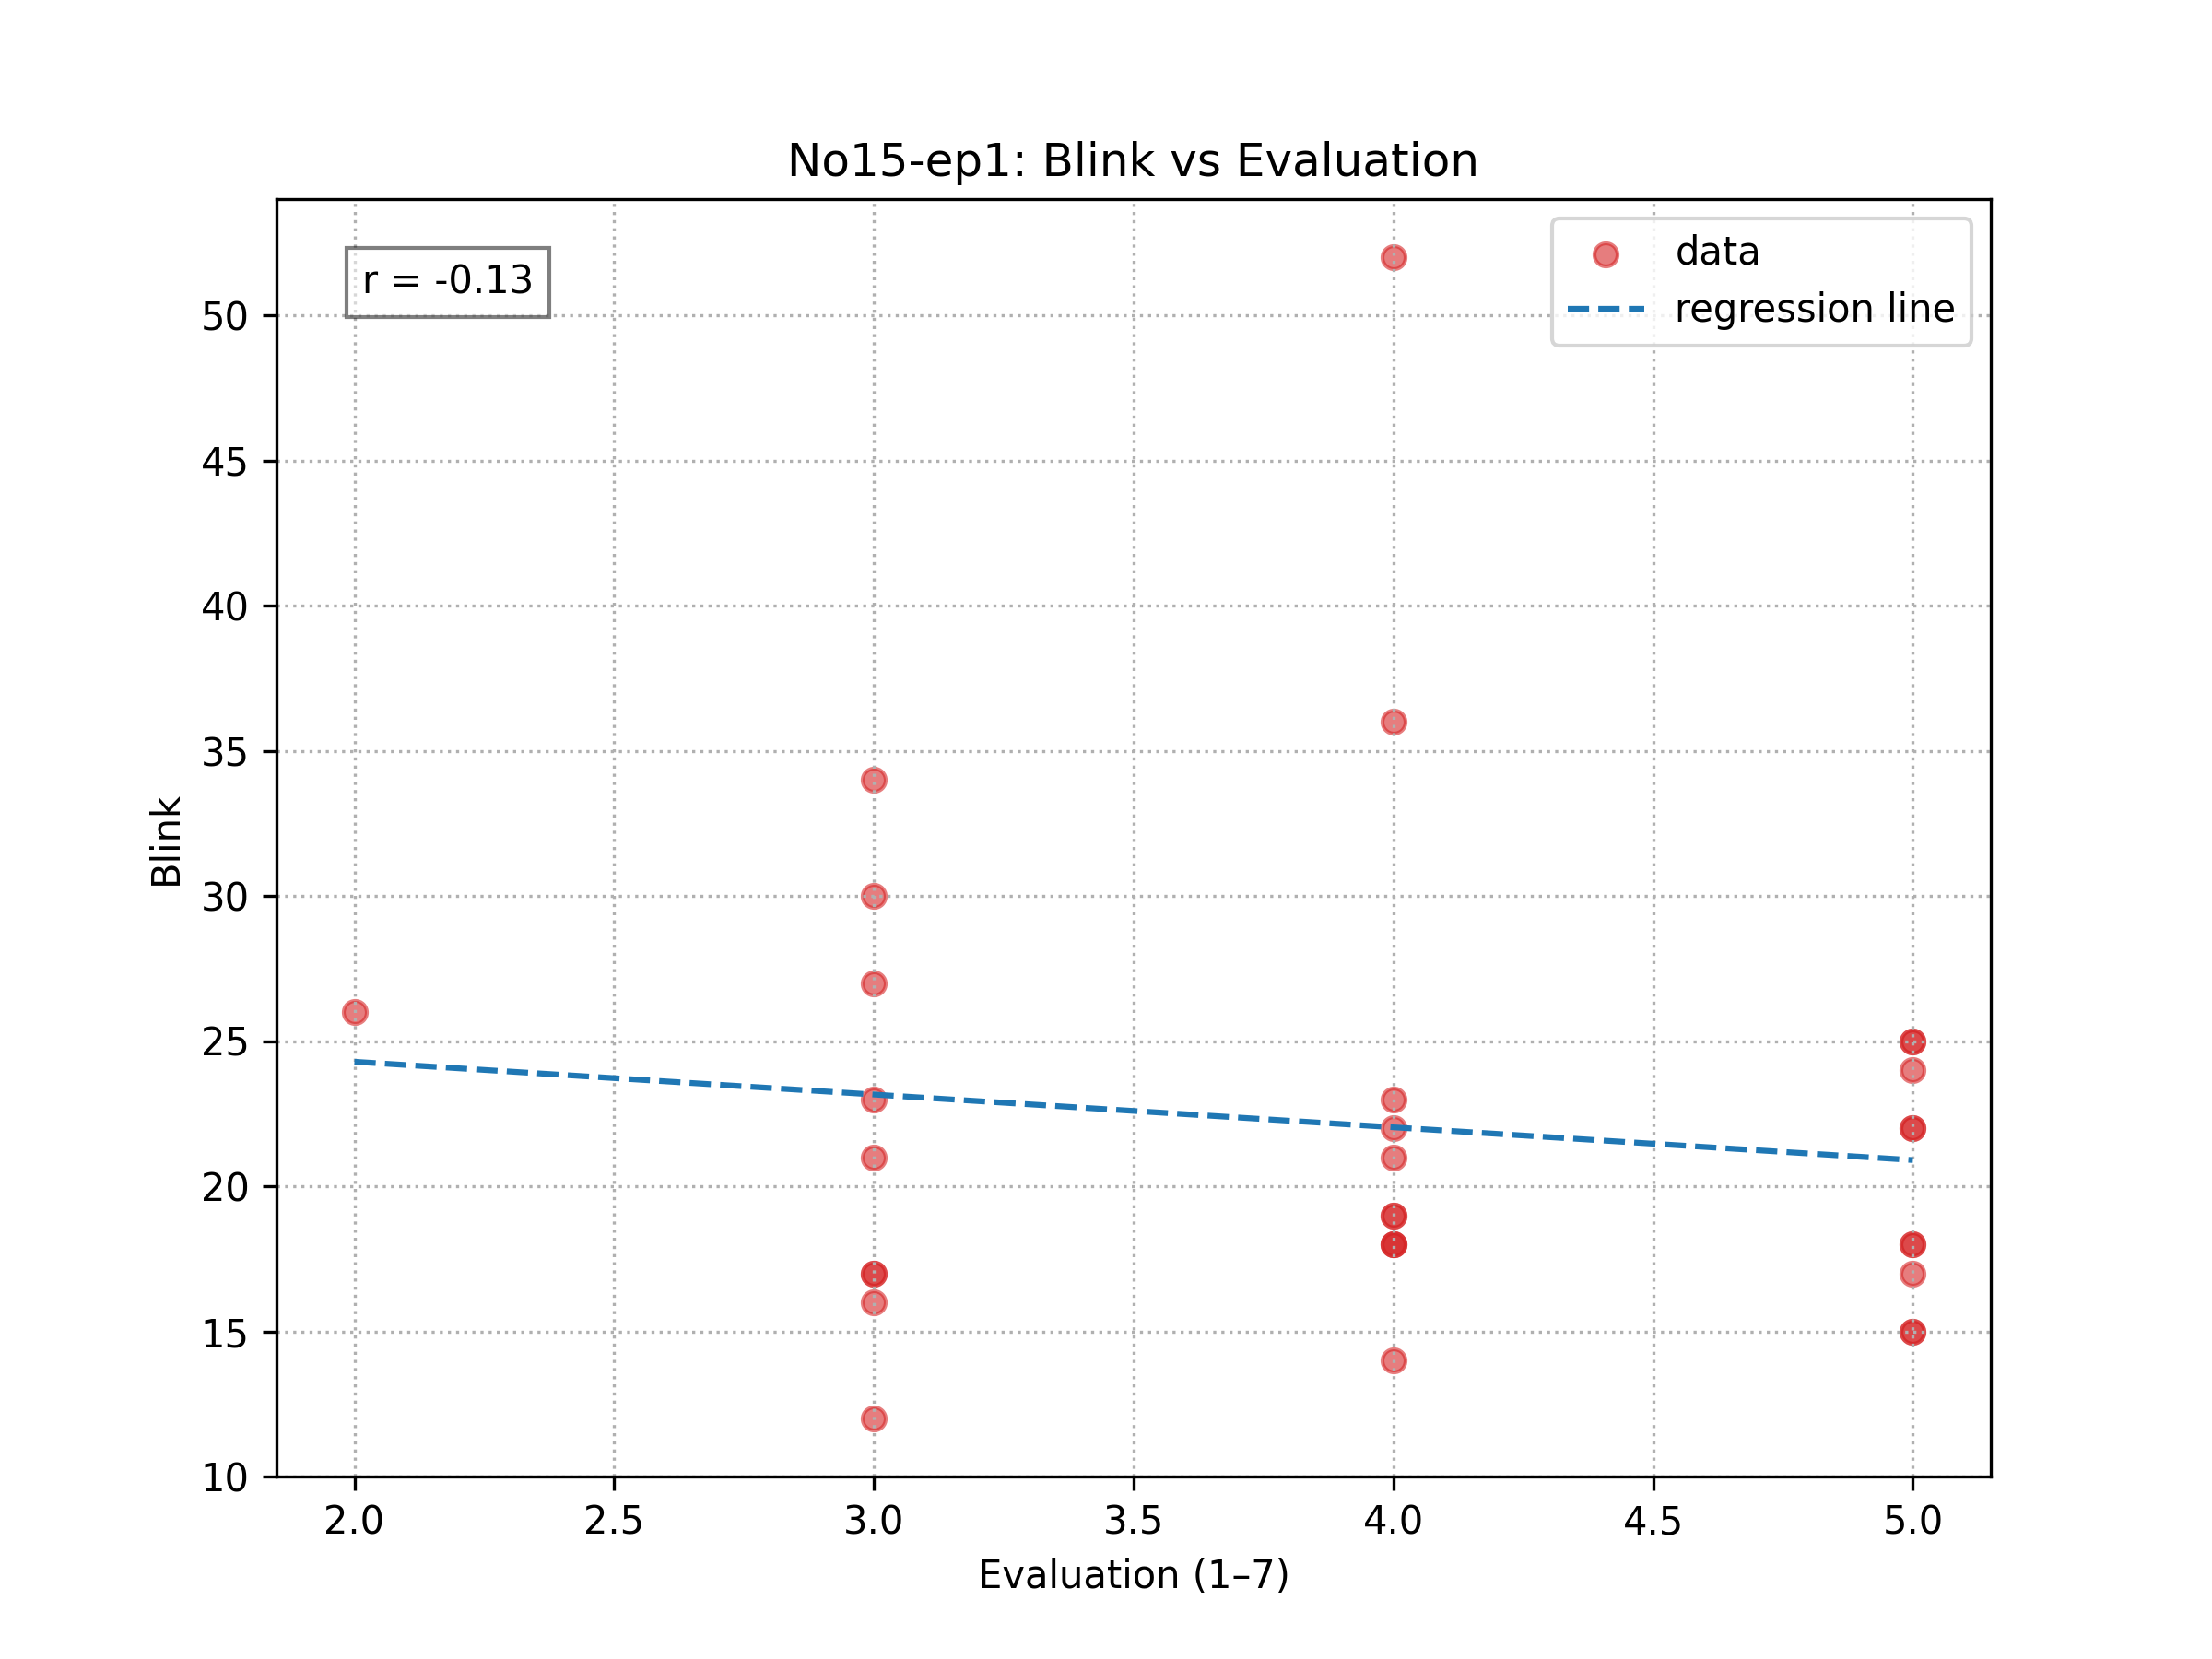 No15-ep1: Blink vs Evaluation
r = -0.13
data
regression line
50
45
40
35
30
25
20
15
10
Blink
2.0 2.5 3.0 3.5 4.0 4.5 5.0
Evaluation (1–7)